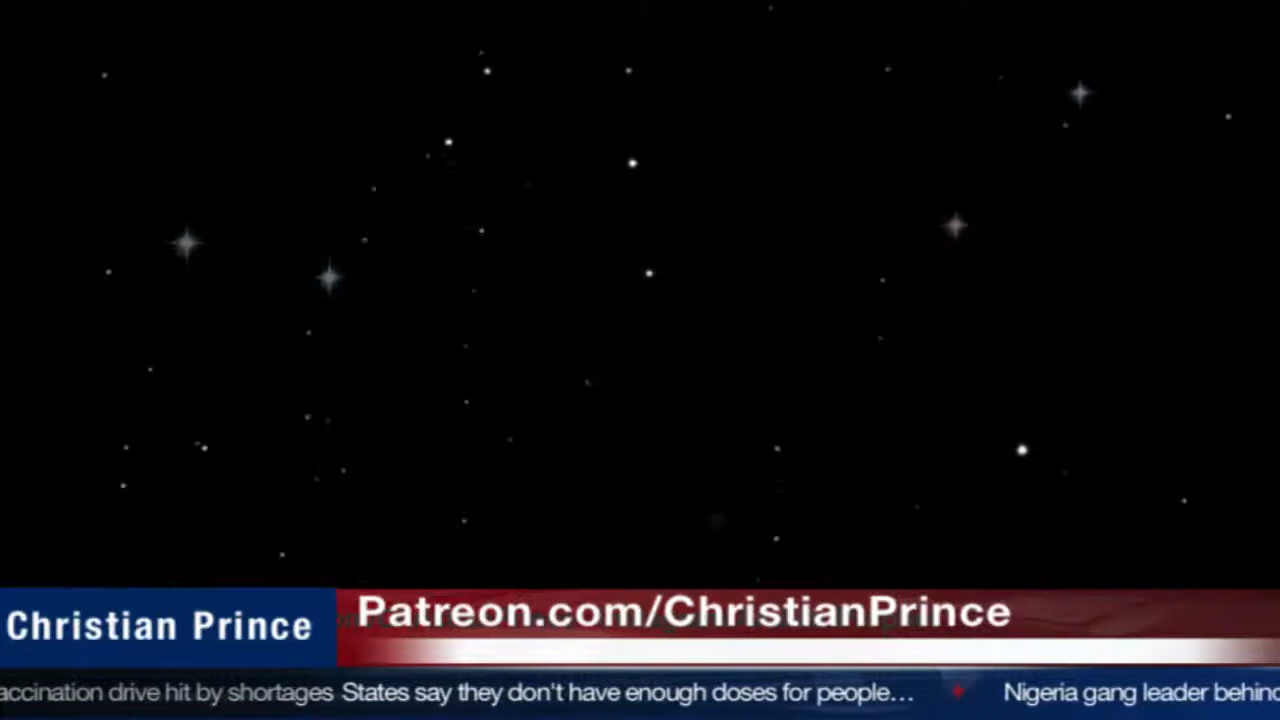 Christian Prince
Patreon.com/ChristianPrince
accination drive hit by shortages States say they don't have enough doses for people… Nigeria gang leader behind